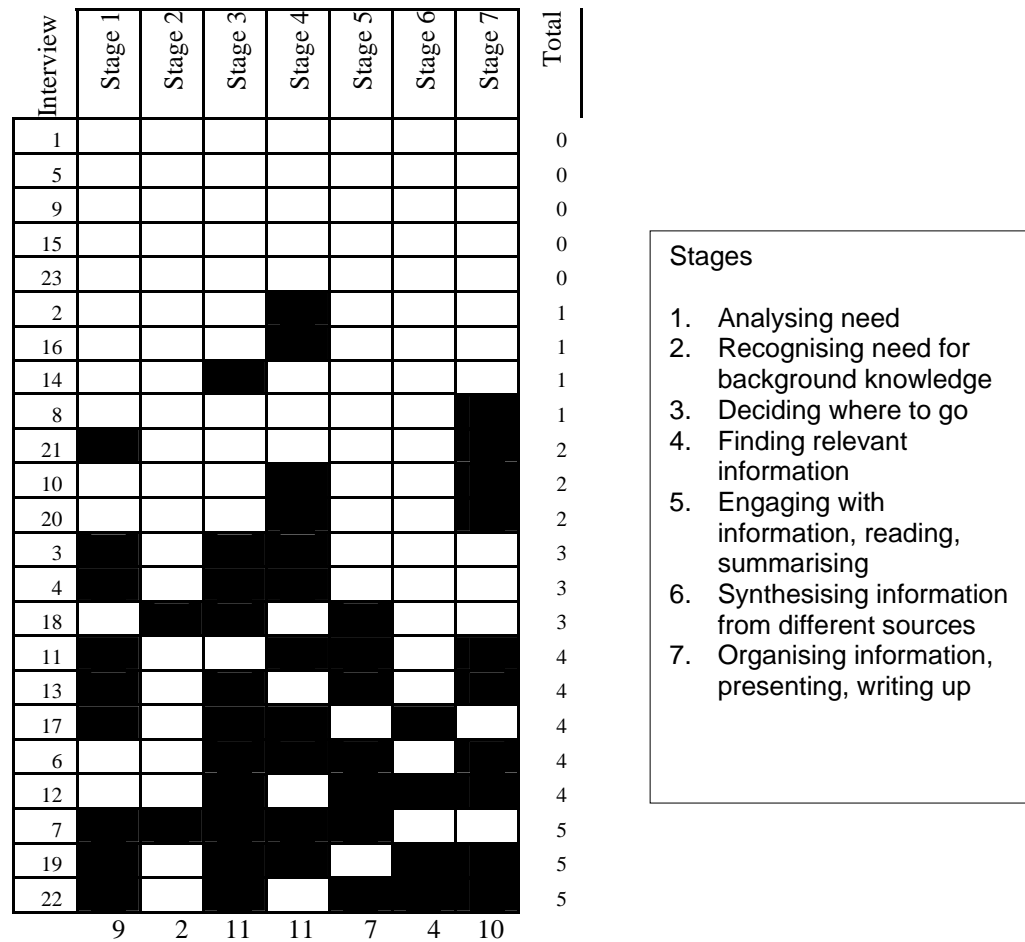 Interview Stage 1 Stage 2 Stage 3 Stage 4 Stage 5 Stage 6 Stage 7 Total
1 0
5 0
9 0
15 0
23 0
2 1
16 1
14 1
8 1
21 2
10 2
20 2
3 3
4 3
18 3
11 4
13 4
17 4
6 4
12 4
7 5
19 5
22 5
9 2 11 11 7 4 10
Stages
1. Analysing need
2. Recognising need for
background knowledge
3. Deciding where to go
4. Finding relevant
information
5. Engaging with
information, reading,
summarising
6. Synthesising information
from different sources
7. Organising information,
presenting, writing up